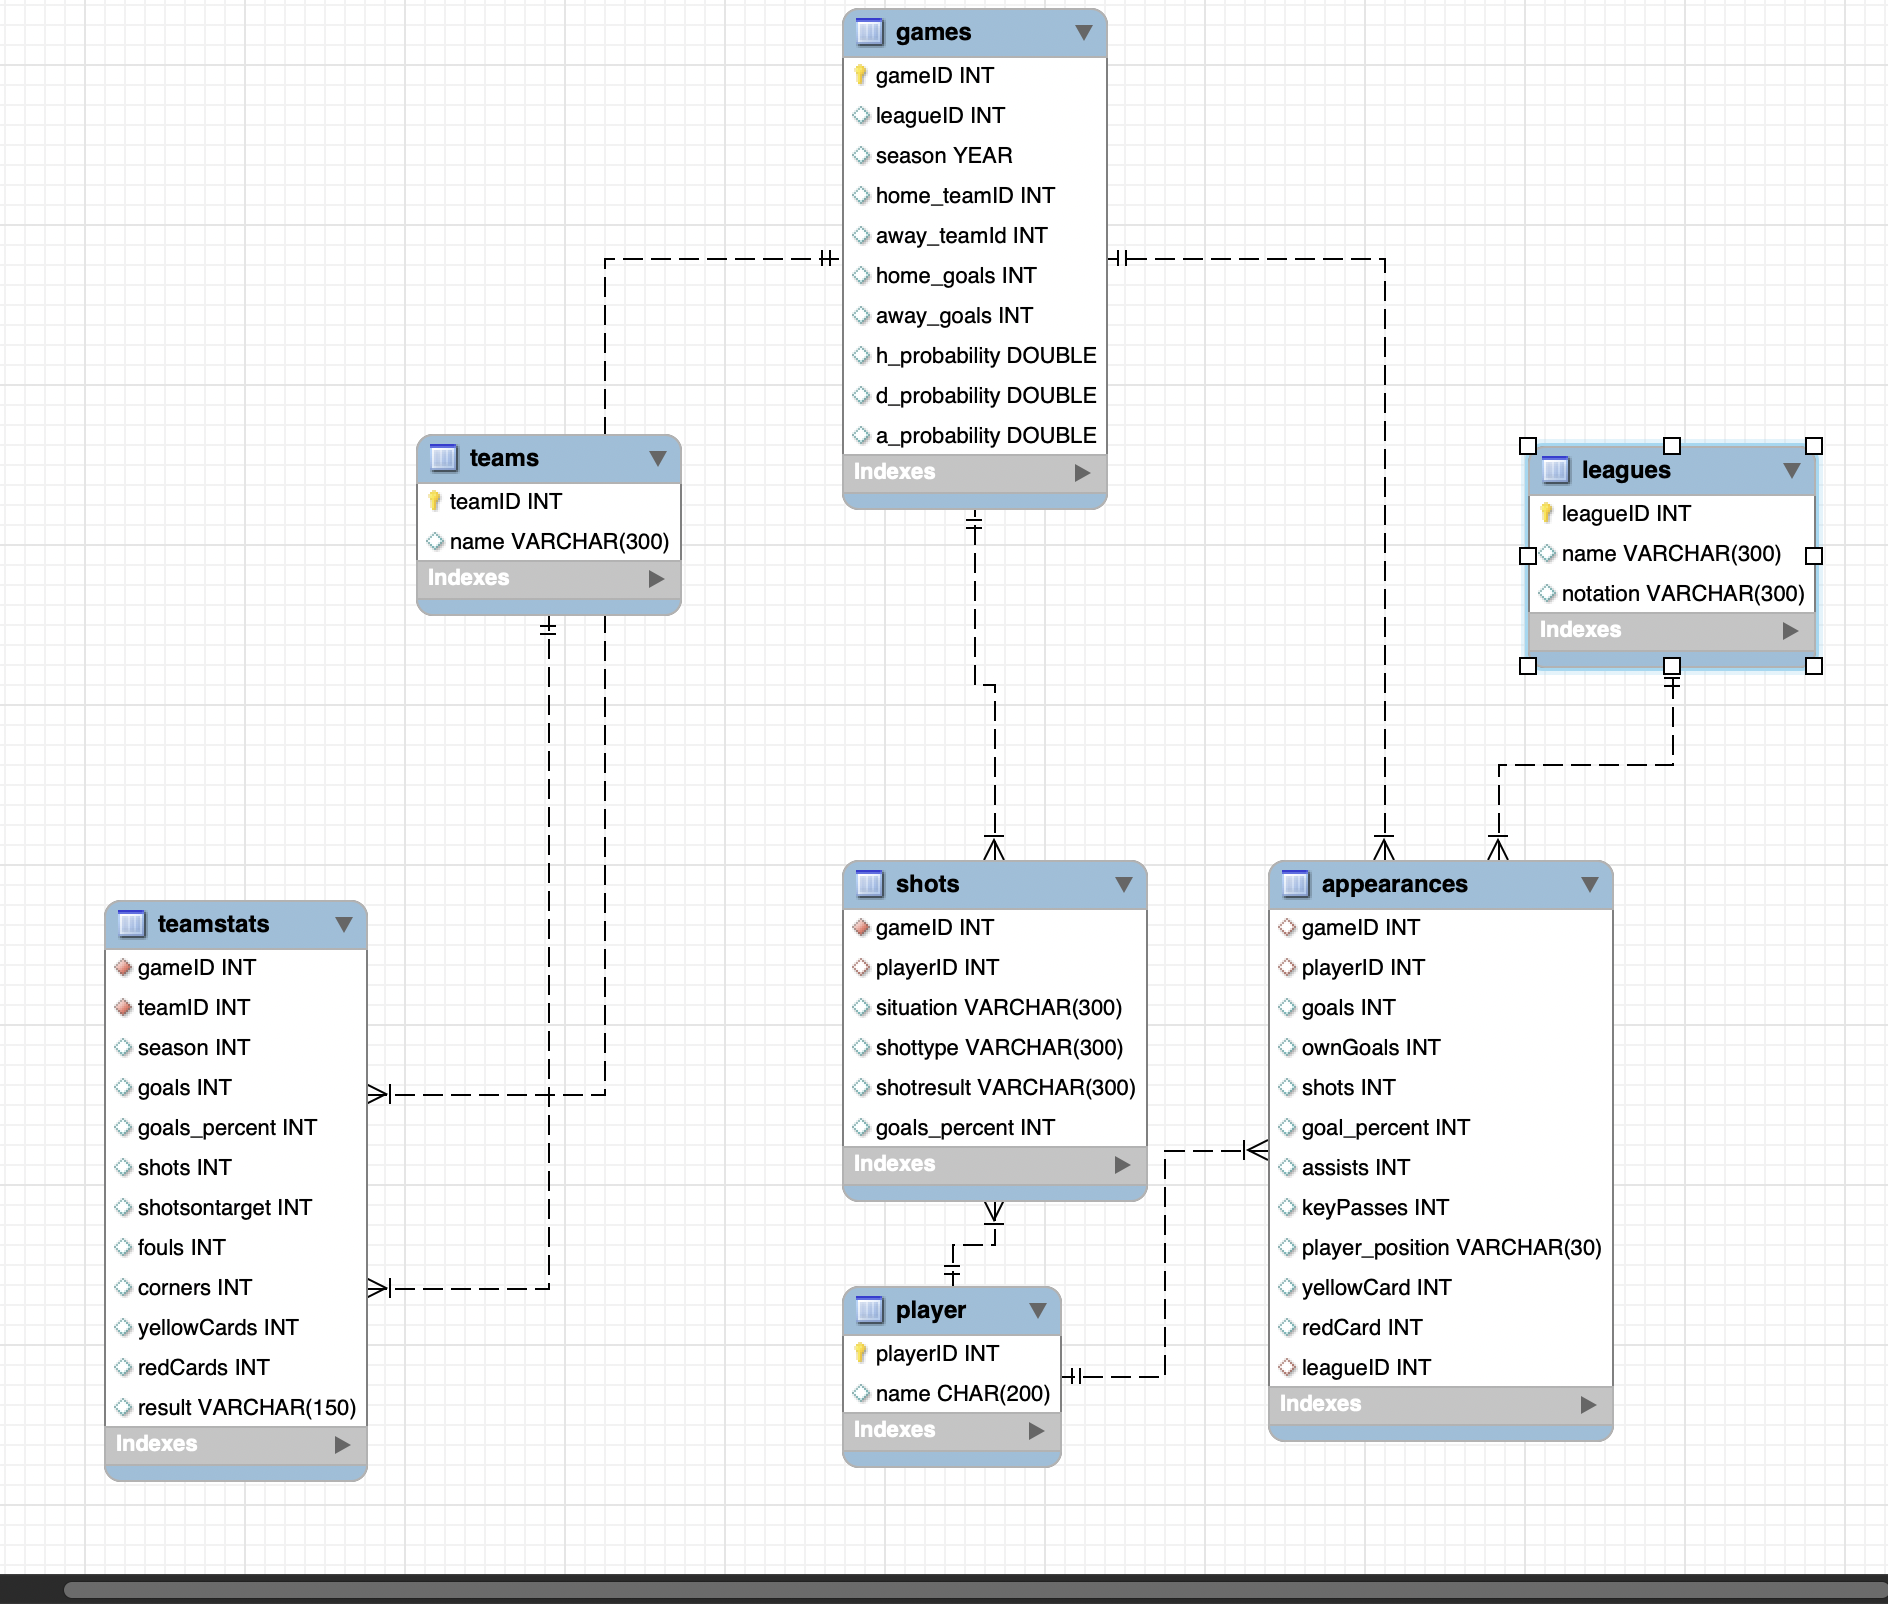 games
gameID INT
leagueID INT
season YEAR
home_teamID INT
away_teamId INT
home_goals INT
away_goals INT
h_probability DOUBLE
d_probability DOUBLE
a_probability DOUBLE
Indexes
teams
teamID INT
name VARCHAR(300)
Indexes
leagues
leagueID INT
name VARCHAR(300)
notation VARCHAR(300)
Indexes
teamstats
gameID INT
teamID INT
season INT
goals INT
goals_percent INT
shots INT
shotsontarget INT
fouls INT
corners INT
yellowCards INT
redCards INT
result VARCHAR(150)
Indexes
shots
gameID INT
playerID INT
situation VARCHAR(300)
shottype VARCHAR(300)
shotresult VARCHAR(300)
goals_percent INT
Indexes
player
playerID INT
name CHAR(200)
Indexes
appearances
gameID INT
playerID INT
goals INT
ownGoals INT
shots INT
goal_percent INT
assists INT
keyPasses INT
player_position VARCHAR(30)
yellowCard INT
redCard INT
leagueID INT
Indexes